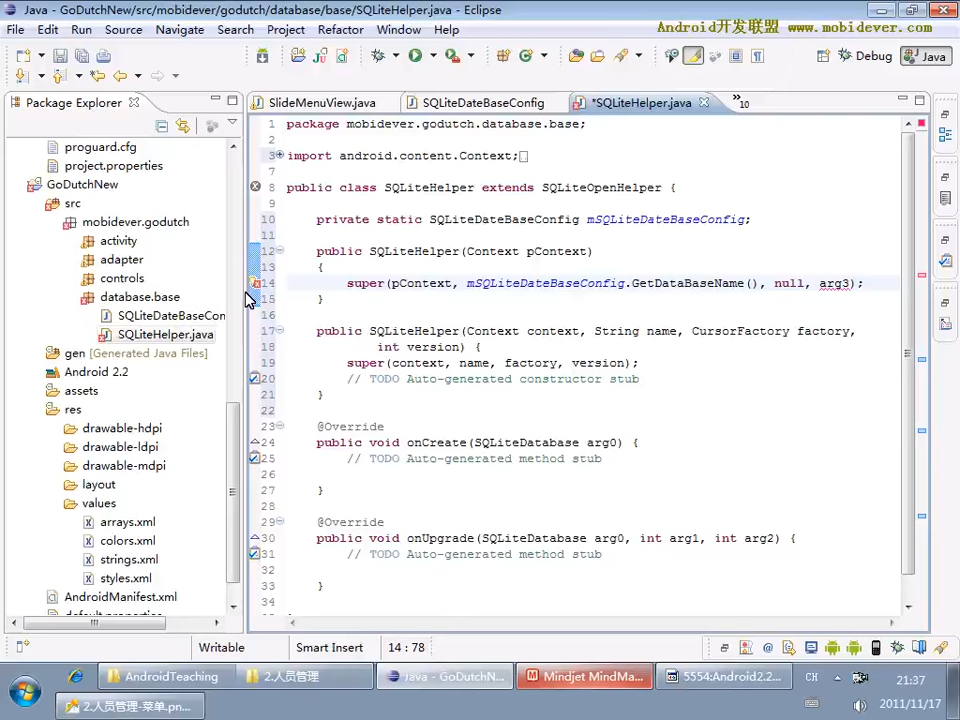 Java - GoDutchNew/src/mobidever/godutch/database/base/SQLiteHelper.java - Eclipse
File Edit Run Source Navigate Search Project Refactor Window Help
Android开发联盟 www.mobidever.com
Debug Java
Package Explorer
SlideMenuView.java SQLiteDateBaseConfig *SQLiteHelper.java »10
proguard.cfg
project.properties
GoDutchNew
src
mobidever.godutch
activity
adapter
controls
database.base
SQLiteDateBaseCon
SQLiteHelper.java
gen [Generated Java Files]
Android 2.2
assets
res
drawable-hdpi
drawable-ldpi
drawable-mdpi
layout
values
arrays.xml
colors.xml
strings.xml
styles.xml
AndroidManifest.xml
default.properties
1 package mobidever.godutch.database.base;
2
3 import android.content.Context;
7
8 public class SQLiteHelper extends SQLiteOpenHelper {
9
10 private static SQLiteDateBaseConfig mSQLiteDateBaseConfig;
11
12 public SQLiteHelper(Context pContext)
13 {
14 super(pContext, mSQLiteDateBaseConfig.GetDataBaseName(), null, arg3);
15 }
16
17 public SQLiteHelper(Context context, String name, CursorFactory factory,
18 int version) {
19 super(context, name, factory, version);
20 // TODO Auto-generated constructor stub
21 }
22
23 @Override
24 public void onCreate(SQLiteDatabase arg0) {
25 // TODO Auto-generated method stub
26
27 }
28
29 @Override
30 public void onUpgrade(SQLiteDatabase arg0, int arg1, int arg2) {
31 // TODO Auto-generated method stub
32
33 }
34
Writable Smart Insert 14 : 78
AndroidTeaching 2.人员管理 Java - GoDutchN... Mindjet MindMa... 5554:Android2.2... CH 21:37
2.人员管理-菜单.pn... 2011/11/17